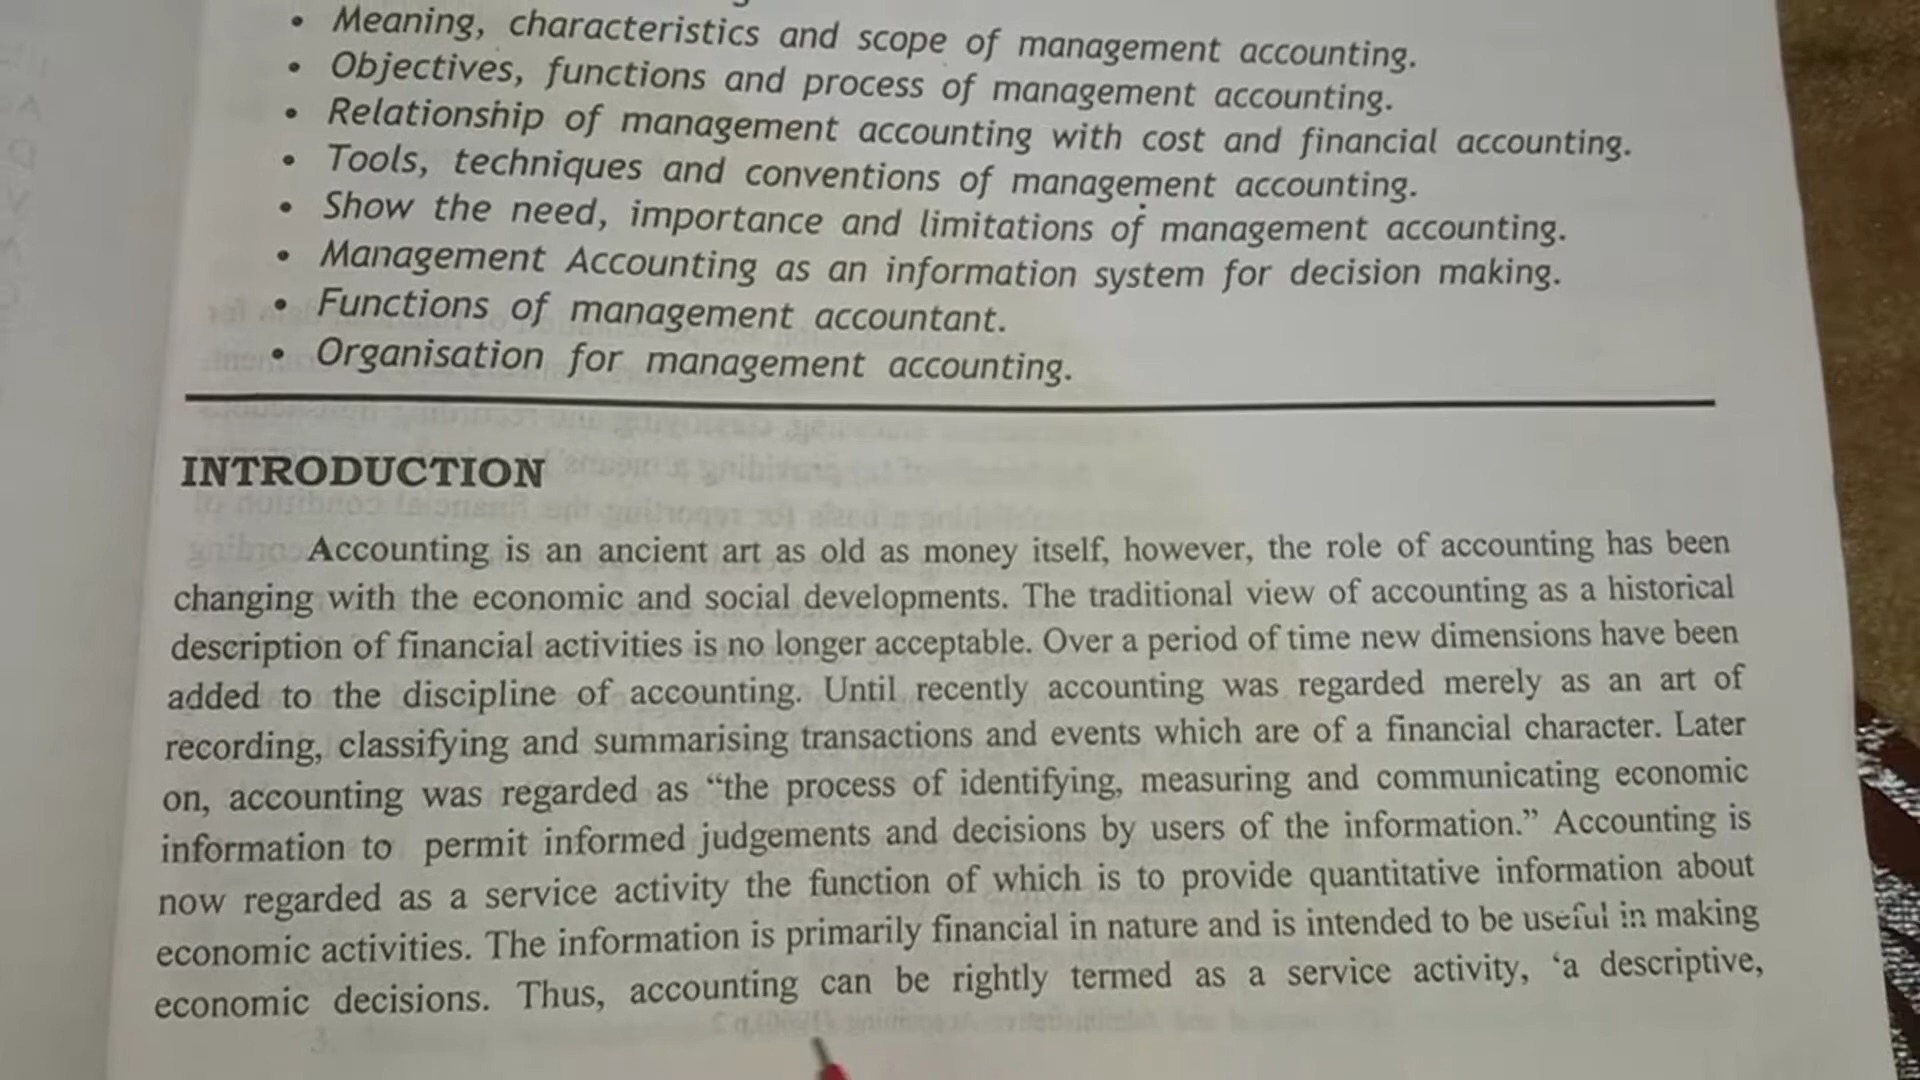 • Meaning, characteristics and scope of management accounting.
• Objectives, functions and process of management accounting.
• Relationship of management accounting with cost and financial accounting.
• Tools, techniques and conventions of management accounting.
• Show the need, importance and limitations of management accounting.
• Management Accounting as an information system for decision making.
• Functions of management accountant.
• Organisation for management accounting.
INTRODUCTION
Accounting is an ancient art as old as money itself, however, the role of accounting has been
changing with the economic and social developments. The traditional view of accounting as a historical
description of financial activities is no longer acceptable. Over a period of time new dimensions have been
added to the discipline of accounting. Until recently accounting was regarded merely as an art of
recording, classifying and summarising transactions and events which are of a financial character. Later
on, accounting was regarded as “the process of identifying, measuring and communicating economic
information to permit informed judgements and decisions by users of the information.” Accounting is
now regarded as a service activity the function of which is to provide quantitative information about
economic activities. The information is primarily financial in nature and is intended to be useful in making
economic decisions. Thus, accounting can be rightly termed as a service activity, ‘a descriptive,